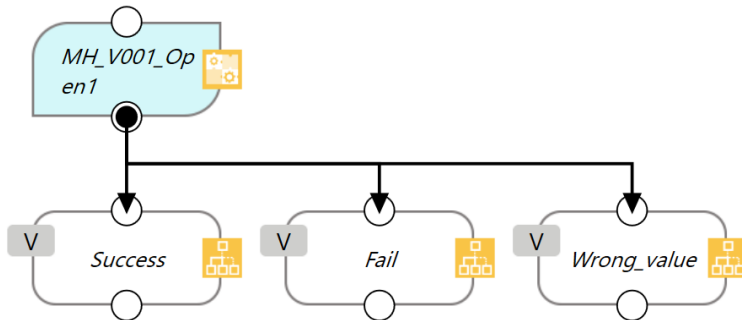 MH_V001_Op
en1
V
Success
V
Fail
V
Wrong_value